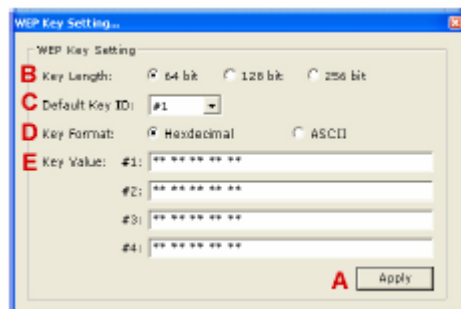 WEP Key Setting...
WEP Key Setting
B Key Length: 64 bit 128 bit 256 bit
C Default Key ID: #1
D Key Format: Hexdecimal ASCII
E Key Value: #1: ** ** ** ** **
#2: ** ** ** ** **
#3: ** ** ** ** **
#4: ** ** ** ** **
A Apply